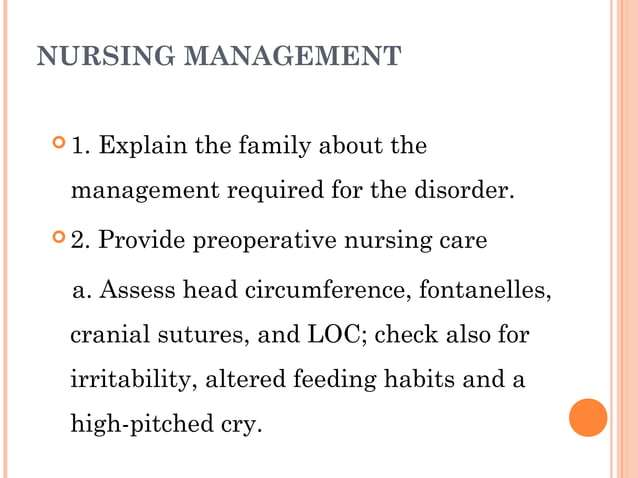 NURSING MANAGEMENT
1. Explain the family about the
management required for the disorder.
2. Provide preoperative nursing care
a. Assess head circumference, fontanelles,
cranial sutures, and LOC; check also for
irritability, altered feeding habits and a
high-pitched cry.